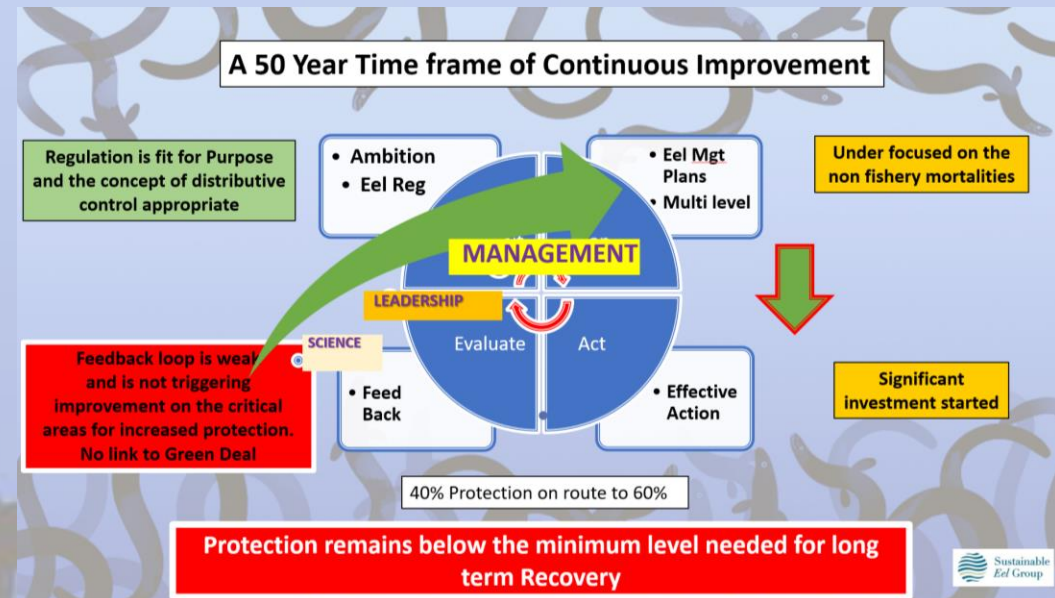 A 50 Year Time frame of Continuous Improvement
Regulation is fit for Purpose
and the concept of distributive
control appropriate
• Ambition
• Eel Reg
• Eel Mgt
Plans
• Multi level
Under focused on the
non fishery mortalities
MANAGEMENT
LEADERSHIP
SCIENCE
Evaluate
Act
Feedback loop is weak
and is not triggering
improvement on the critical
areas for increased protection.
No link to Green Deal
• Feed
Back
• Effective
Action
Significant
investment started
40% Protection on route to 60%
Protection remains below the minimum level needed for long
term Recovery
Sustainable
Eel Group